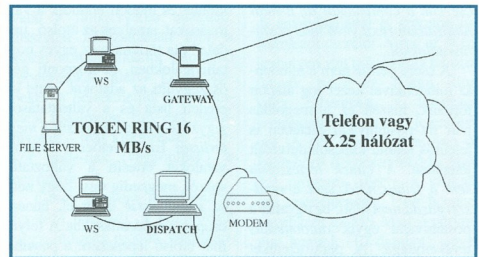 WS
GATEWAY
TOKEN RING 16
MB/s
FILE SERVER
WS
DISPATCH
MODEM
Telefon vagy
X.25 hálózat